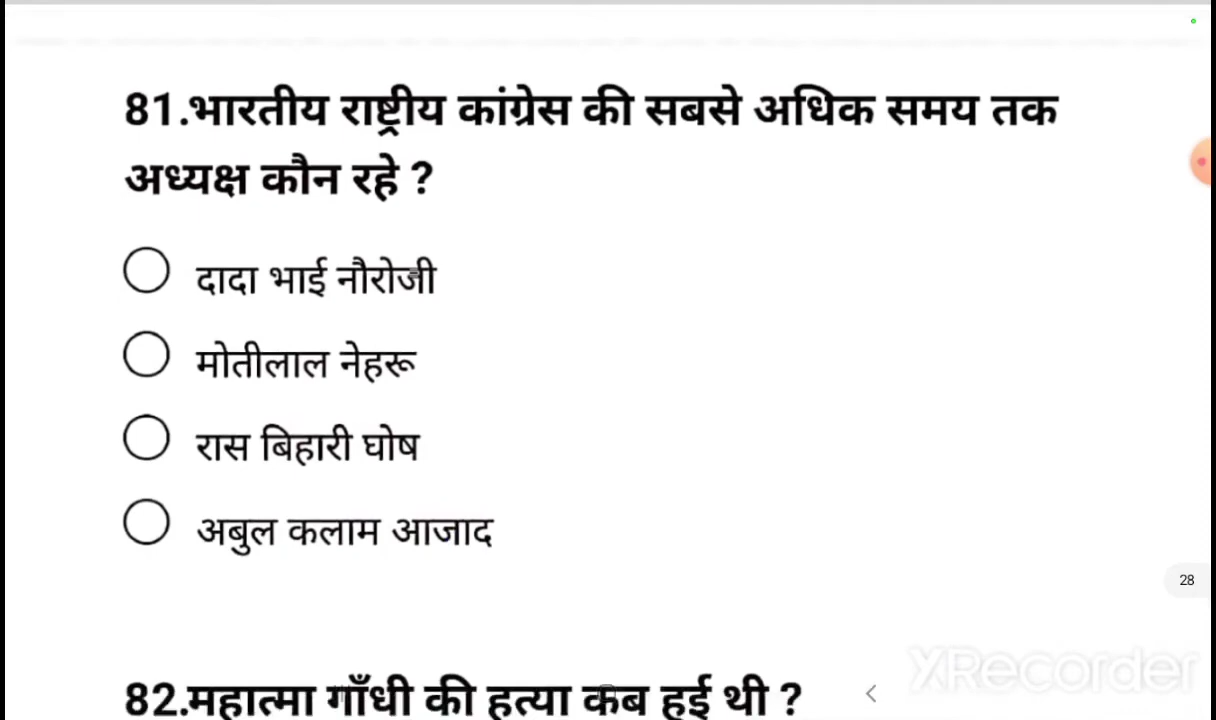 81.भारतीय राष्ट्रीय कांग्रेस की सबसे अधिक समय तक
अध्यक्ष कौन रहे ?
दादा भाई नौरोजी
मोतीलाल नेहरू
रास बिहारी घोष
अबुल कलाम आजाद
28
XRecorder
82.महात्मा गाँधी की हत्या कब हुई थी ?